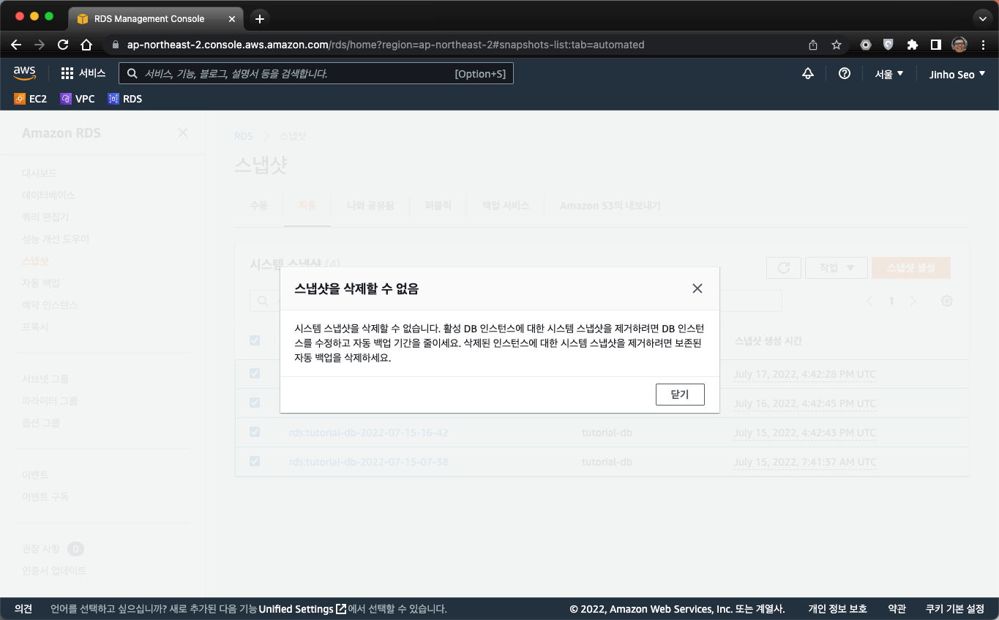 RDS Management Console
ap-northeast-2.console.aws.amazon.com/rds/home?region=ap-northeast-2#snapshots-list:tab=automated
aws 서비스 서비스, 기능, 블로그, 설명서 등을 검색합니다. [Option+S] 서울 ▼ Jinho Seo ▼
EC2 VPC RDS
Amazon RDS
대시보드
데이터베이스
쿼리 편집기
성능 개선 도우미
스냅샷
자동 백업
예약 인스턴스
프록시
서브넷 그룹
파라미터 그룹
옵션 그룹
이벤트
이벤트 구독
권장 사항 0
인증서 업데이트
RDS > 스냅샷
스냅샷
수동 자동 나와 공유됨 퍼블릭 백업 서비스 Amazon S3의 내보내기
시스템 스냅샷 (4)
작업 ▼ 스냅샷 생성
1
스냅샷을 삭제할 수 없음
시스템 스냅샷을 삭제할 수 없습니다. 활성 DB 인스턴스에 대한 시스템 스냅샷을 제거하려면 DB 인스턴
스를 수정하고 자동 백업 기간을 줄이세요. 삭제된 인스턴스에 대한 시스템 스냅샷을 제거하려면 보존된
자동 백업을 삭제하세요.
닫기
스냅샷 생성 시간
July 17, 2022, 4:42:28 PM UTC
July 16, 2022, 4:42:45 PM UTC
rds:tutorial-db-2022-07-15-16-42 tutorial-db July 15, 2022, 4:42:43 PM UTC
rds:tutorial-db-2022-07-15-07-38 tutorial-db July 15, 2022, 7:41:37 AM UTC
의견 언어를 선택하고 싶으십니까? 새로 추가된 다음 기능 Unified Settings 에서 선택할 수 있습니다. © 2022, Amazon Web Services, Inc. 또는 계열사. 개인 정보 보호 약관 쿠키 기본 설정